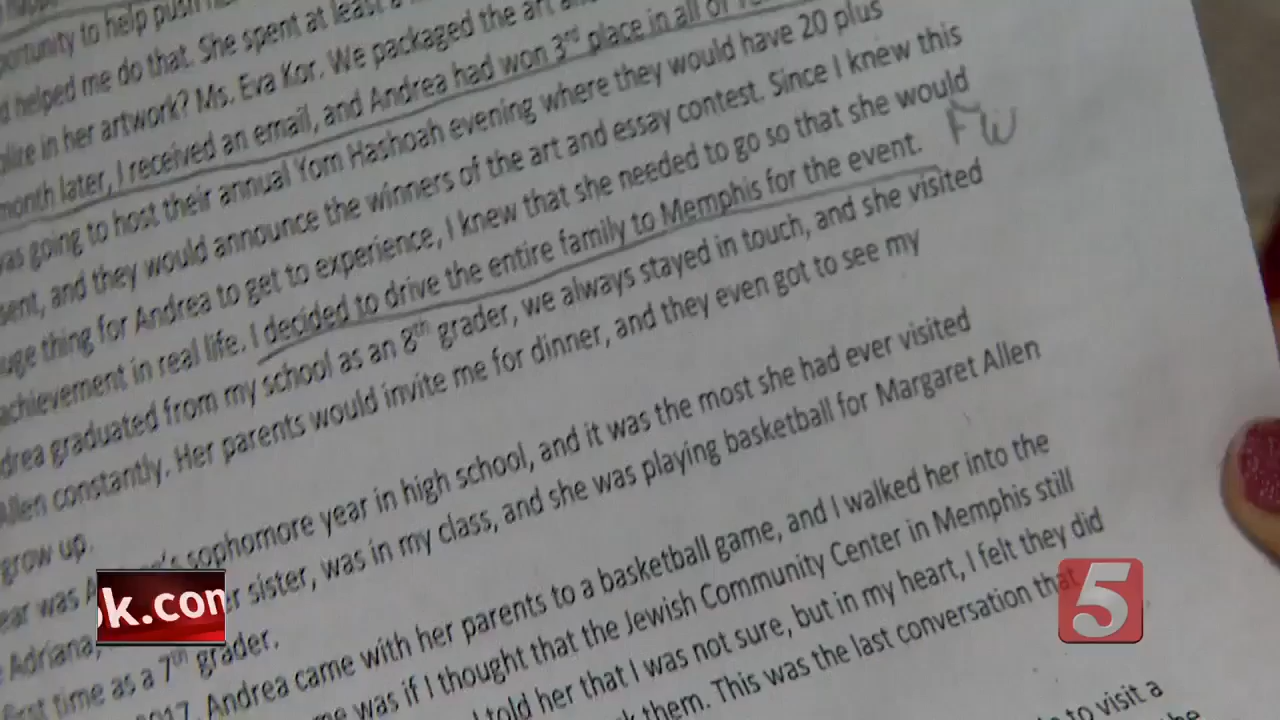 portunity to help push
helped me do that. She spent at least a
in her artwork? Ms. Eva Kor. We packaged the art
month later, I received an email, and Andrea had won 3rd place in all of
was going to host their annual Yom Hashoah evening where they would have 20 plus
sent, and they would announce the winners of the art and essay contest. Since I knew this
uge thing for Andrea to get to experience, I knew that she needed to go so that she would
achievement in real life. I decided to drive the entire family to Memphis for the event.
FW
drea graduated from my school as an 8th grader, we always stayed in touch, and she visited
Allen constantly. Her parents would invite me for dinner, and they even got to see my
grow up.
ear was sophomore year in high school, and it was the most she had ever visited
Adriana, sister, was in my class, and she was playing basketball for Margaret Allen
first time as a 7th grader.
2017, Andrea came with her parents to a basketball game, and I walked her into the
me was if I thought that the Jewish Community Center in Memphis still
I told her that I was not sure, but in my heart, I felt they did
k them. This was the last conversation that
to visit a
ok.com
5